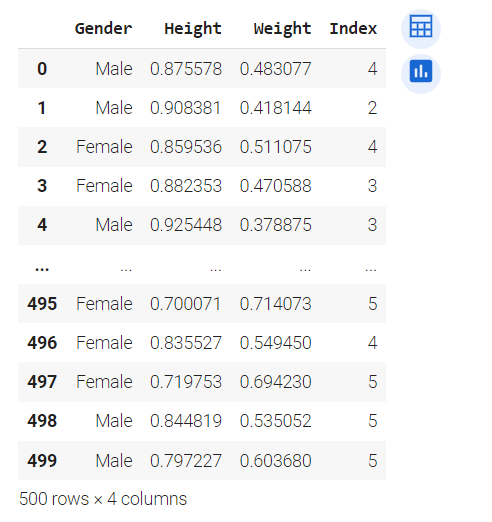 Gender Height Weight Index
0 Male 0.875578 0.483077 4
1 Male 0.908381 0.418144 2
2 Female 0.859536 0.511075 4
3 Female 0.882353 0.470588 3
4 Male 0.925448 0.378875 3
... ... ... ... ...
495 Female 0.700071 0.714073 5
496 Female 0.835527 0.549450 4
497 Female 0.719753 0.694230 5
498 Male 0.844819 0.535052 5
499 Male 0.797227 0.603680 5
500 rows × 4 columns